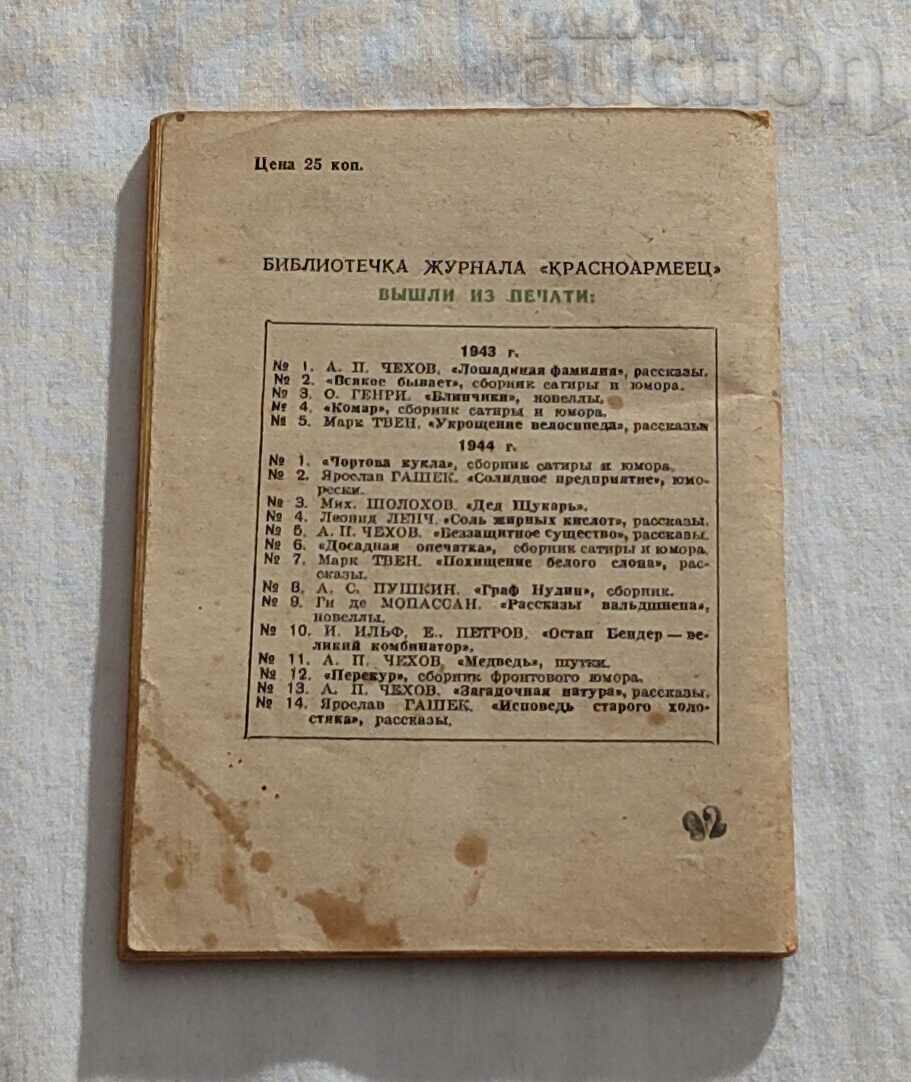 BALKAN
auction
Цена 25 коп.
БИБЛИОТЕЧКА ЖУРНАЛА «КРАСНОАРМЕЕЦ»
ВЫШЛИ ИЗ ПЕЧАТИ:
1943 г.
№ 1. А. П. ЧЕХОВ. «Лошадиная фамилия», рассказы.
№ 2. «Всякое бывает», сборник сатиры и юмора.
№ 3. О. ГЕНРИ. «Блинчики», новеллы.
№ 4. «Комар», сборник сатиры и юмора.
№ 5. Марк ТВЕН. «Укрощение велосипеда», рассказы
1944 г.
№ 1. «Чортова кукла», сборник сатиры и юмора.
№ 2. Ярослав ГАШЕК. «Солидное предприятие», юмо-
рески.
№ 3. Мих. ШОЛОХОВ. «Дед Щукарь».
№ 4. Леонид ЛЕНЧ. «Соль жирных кислот», рассказы.
№ 5. А. П. ЧЕХОВ. «Беззащитное существо», рассказы.
№ 6. «Досадная опечатка», сборник сатиры и юмора.
№ 7. Марк ТВЕН. «Похищение белого слона», рас-
сказы.
№ 8. А. С. ПУШКИН. «Граф Нулин», сборник.
№ 9. Ги де МОПАССАН. «Рассказы вальдшнепа»,
новеллы.
№ 10. И. ИЛЬФ, Е. ПЕТРОВ. «Остап Бендер — ве-
ликий комбинатор».
№ 11. А. П. ЧЕХОВ. «Медведь», шутки.
№ 12. «Перекур», сборник фронтового юмора.
№ 13. А. П. ЧЕХОВ. «Загадочная натура», рассказы.
№ 14. Ярослав ГАШЕК. «Исповедь старого холо-
стяка», рассказы.
92